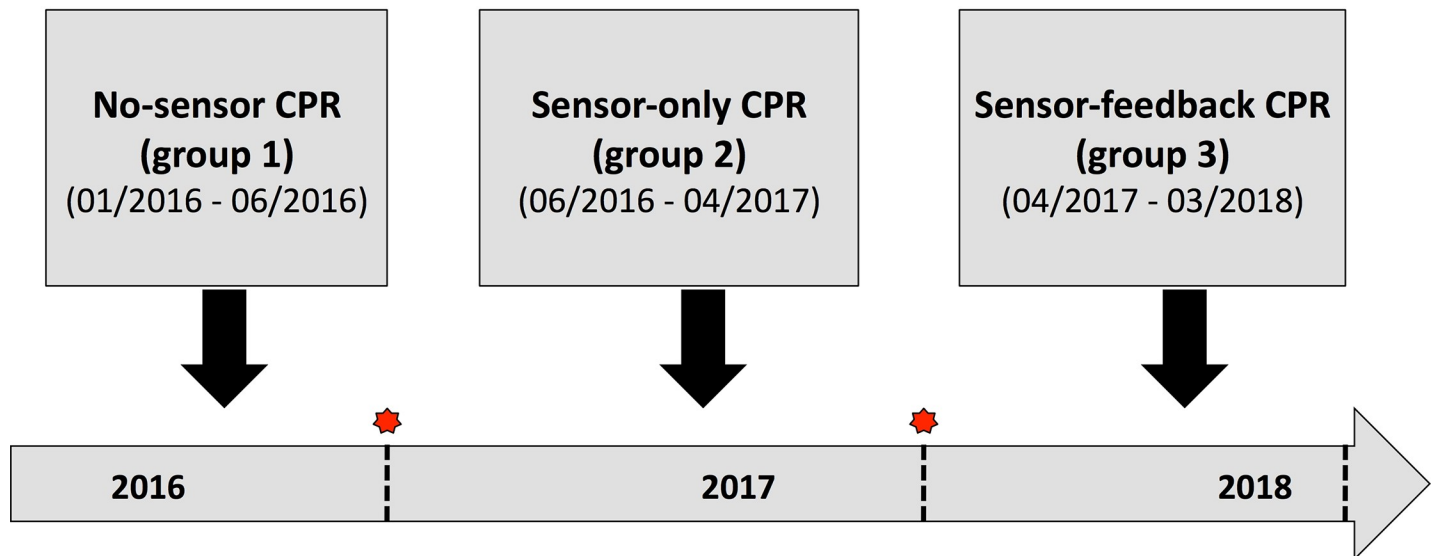 No-sensor CPR
(group 1)
(01/2016 - 06/2016)
Sensor-only CPR
(group 2)
(06/2016 - 04/2017)
Sensor-feedback CPR
(group 3)
(04/2017 - 03/2018)
2016
2017
2018